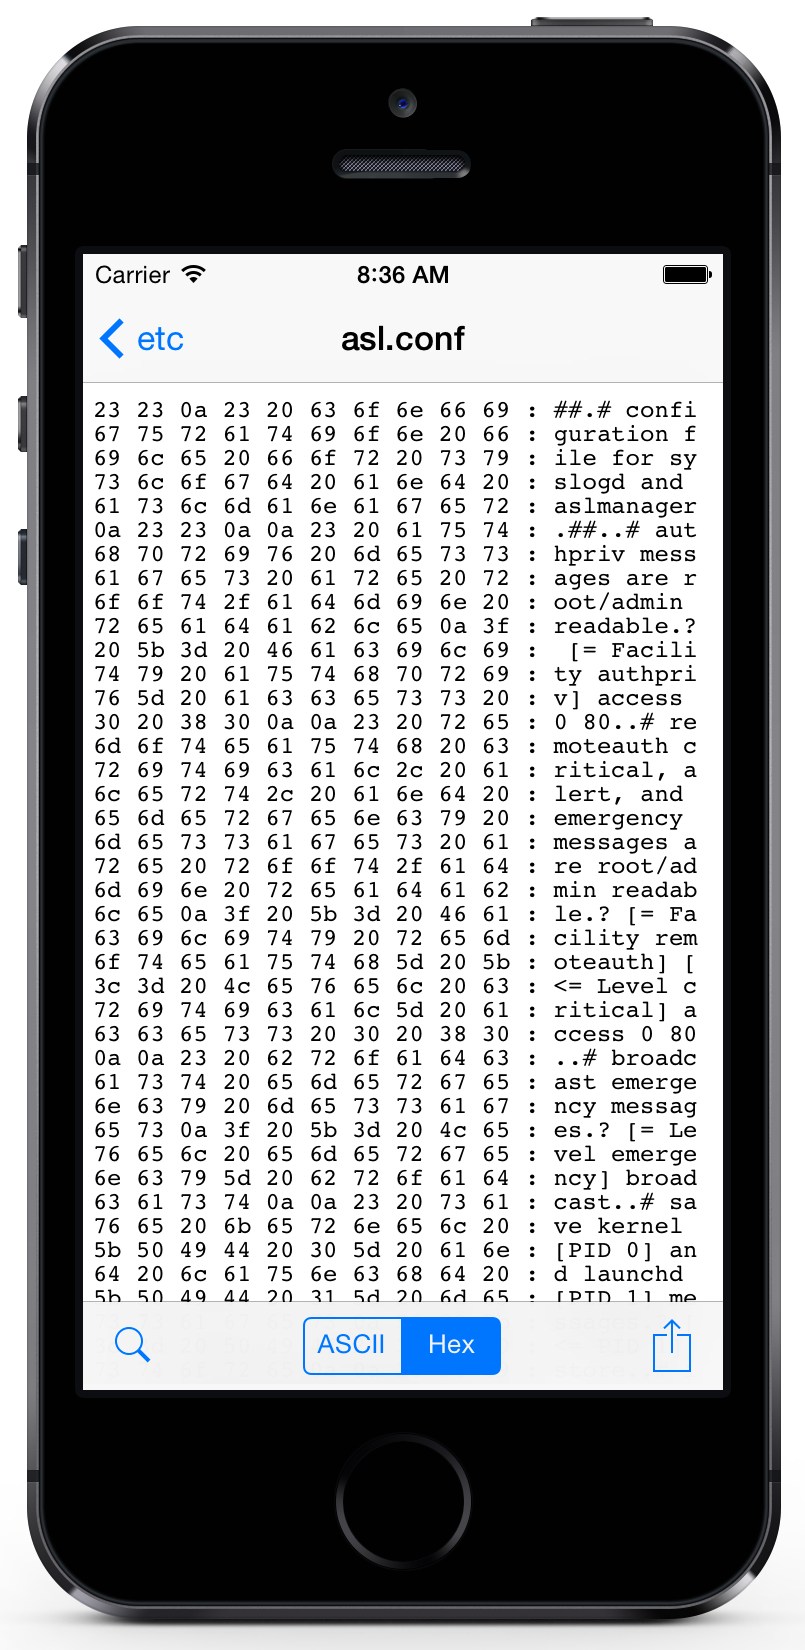 Carrier 8:36 AM
etc asl.conf
23 23 0a 23 20 63 6f 6e 66 69 : ##.# confi
67 75 72 61 74 69 6f 6e 20 66 : guration f
69 6c 65 20 66 6f 72 20 73 79 : ile for sy
73 6c 6f 67 64 20 61 6e 64 20 : slogd and
61 73 6c 6d 61 6e 61 67 65 72 : aslmanager
0a 23 23 0a 0a 23 20 61 75 74 : .##..# aut
68 70 72 69 76 20 6d 65 73 73 : hpriv mess
61 67 65 73 20 61 72 65 20 72 : ages are r
6f 6f 74 2f 61 64 6d 69 6e 20 : oot/admin
72 65 61 64 61 62 6c 65 0a 3f : readable.?
20 5b 3d 20 46 61 63 69 6c 69 :  [= Facili
74 79 20 61 75 74 68 70 72 69 : ty authpri
76 5d 20 61 63 63 65 73 73 20 : v] access
30 20 38 30 0a 0a 23 20 72 65 : 0 80..# re
6d 6f 74 65 61 75 74 68 20 63 : moteauth c
72 69 74 69 63 61 6c 2c 20 61 : ritical, a
6c 65 72 74 2c 20 61 6e 64 20 : lert, and
65 6d 65 72 67 65 6e 63 79 20 : emergency
6d 65 73 73 61 67 65 73 20 61 : messages a
72 65 20 72 6f 6f 74 2f 61 64 : re root/ad
6d 69 6e 20 72 65 61 64 61 62 : min readab
6c 65 0a 3f 20 5b 3d 20 46 61 : le.? [= Fa
63 69 6c 69 74 79 20 72 65 6d : cility rem
6f 74 65 61 75 74 68 5d 20 5b : oteauth] [
3c 3d 20 4c 65 76 65 6c 20 63 : <= Level c
72 69 74 69 63 61 6c 5d 20 61 : ritical] a
63 63 65 73 73 20 30 20 38 30 : ccess 0 80
0a 0a 23 20 62 72 6f 61 64 63 : ..# broadc
61 73 74 20 65 6d 65 72 67 65 : ast emerge
6e 63 79 20 6d 65 73 73 61 67 : ncy messag
65 73 0a 3f 20 5b 3d 20 4c 65 : es.? [= Le
76 65 6c 20 65 6d 65 72 67 65 : vel emerge
6e 63 79 5d 20 62 72 6f 61 64 : ncy] broad
63 61 73 74 0a 0a 23 20 73 61 : cast..# sa
76 65 20 6b 65 72 6e 65 6c 20 : ve kernel
5b 50 49 44 20 30 5d 20 61 6e : [PID 0] an
64 20 6c 61 75 6e 63 68 64 20 : d launchd
5b 50 49 44 20 31 5d 20 6d 65 : [PID 1] me
ASCII Hex